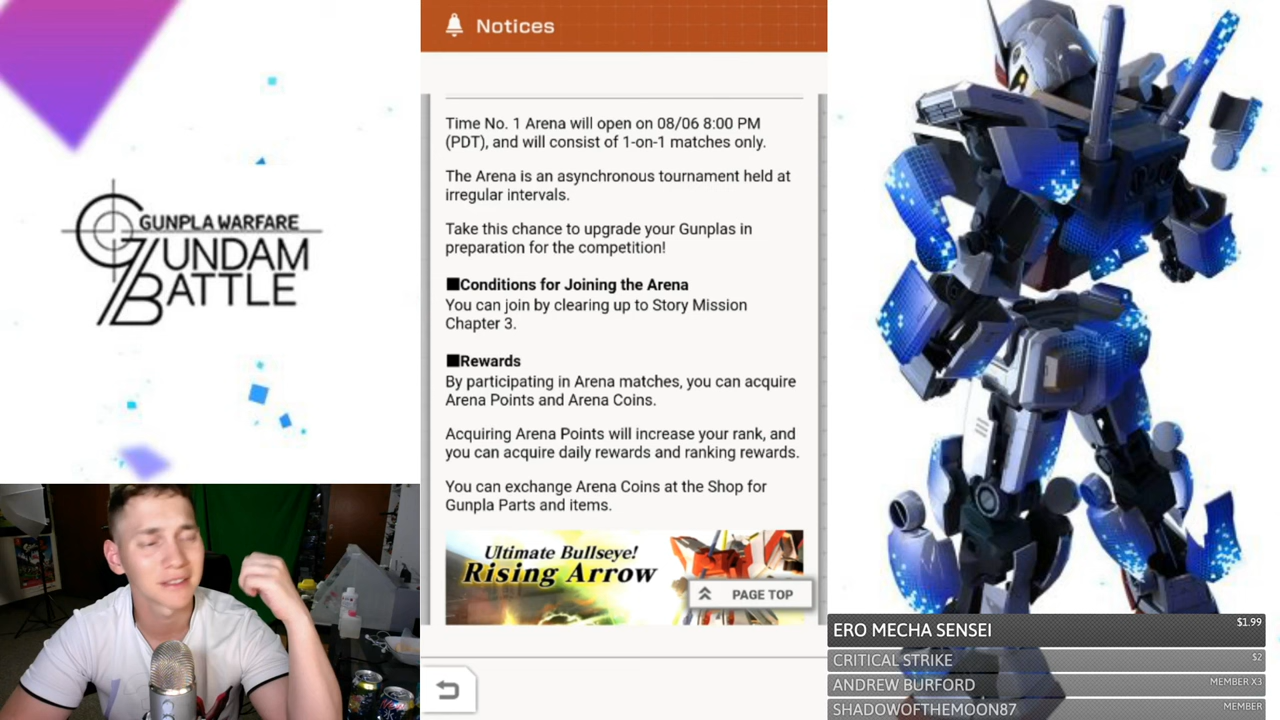 GUNPLA WARFARE
GUNDAM
BATTLE
Notices
Time No. 1 Arena will open on 08/06 8:00 PM
(PDT), and will consist of 1-on-1 matches only.
The Arena is an asynchronous tournament held at
irregular intervals.
Take this chance to upgrade your Gunplas in
preparation for the competition!
■Conditions for Joining the Arena
You can join by clearing up to Story Mission
Chapter 3.
■Rewards
By participating in Arena matches, you can acquire
Arena Points and Arena Coins.
Acquiring Arena Points will increase your rank, and
you can acquire daily rewards and ranking rewards.
You can exchange Arena Coins at the Shop for
Gunpla Parts and items.
Ultimate Bullseye!
Rising Arrow
PAGE TOP
ERO MECHA SENSEI $1.99
CRITICAL STRIKE $2
ANDREW BURFORD MEMBER X3
SHADOWOFTHEMOON87 MEMBER